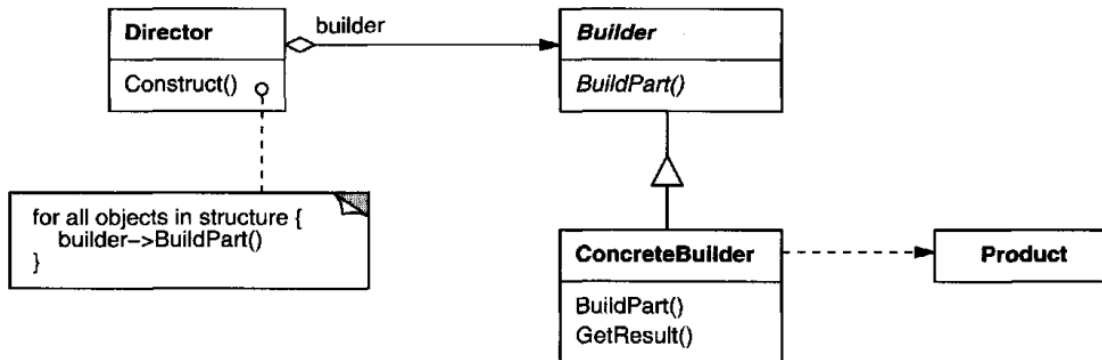 Director
builder
Builder
Construct()
BuildPart()
for all objects in structure {
builder->BuildPart()
}
ConcreteBuilder
Product
BuildPart()
GetResult()